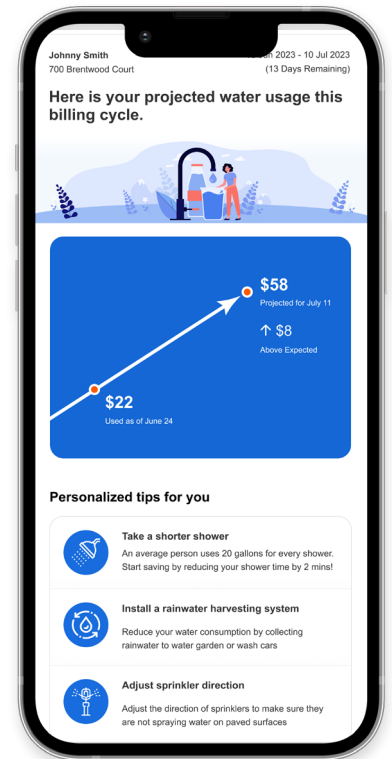 Johnny Smith
2023 - 10 Jul 2023
700 Brentwood Court
(13 Days Remaining)
Here is your projected water usage this
billing cycle.
$58
Projected for July 11
↑ $8
Above Expected
$22
Used as of June 24
Personalized tips for you
Take a shorter shower
An average person uses 20 gallons for every shower.
Start saving by reducing your shower time by 2 mins!
Install a rainwater harvesting system
Reduce your water consumption by collecting
rainwater to water garden or wash cars
Adjust sprinkler direction
Adjust the direction of sprinklers to make sure they
are not spraying water on paved surfaces